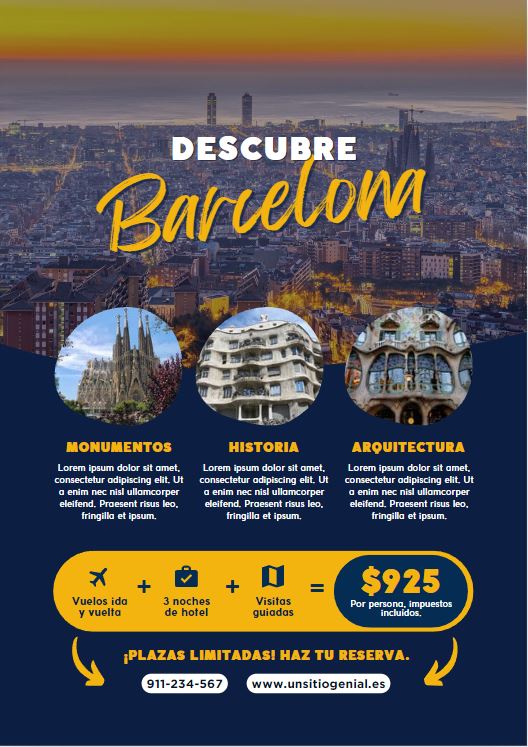 DESCUBRE
Barcelona
MONUMENTOS
Lorem ipsum dolor sit amet,
consectetur adipiscing elit. Ut
a enim nec nisl ullamcorper
eleifend. Praesent risus leo,
fringilla et ipsum.
HISTORIA
Lorem ipsum dolor sit amet,
consectetur adipiscing elit. Ut
a enim nec nisl ullamcorper
eleifend. Praesent risus leo,
fringilla et ipsum.
ARQUITECTURA
Lorem ipsum dolor sit amet,
consectetur adipiscing elit. Ut
a enim nec nisl ullamcorper
eleifend. Praesent risus leo,
fringilla et ipsum.
Vuelos ida
y vuelta
+
3 noches
de hotel
+
Visitas
guiadas
=
$925
Por persona, impuestos
incluidos.
¡PLAZAS LIMITADAS! HAZ TU RESERVA.
911-234-567
www.unsitiogenial.es